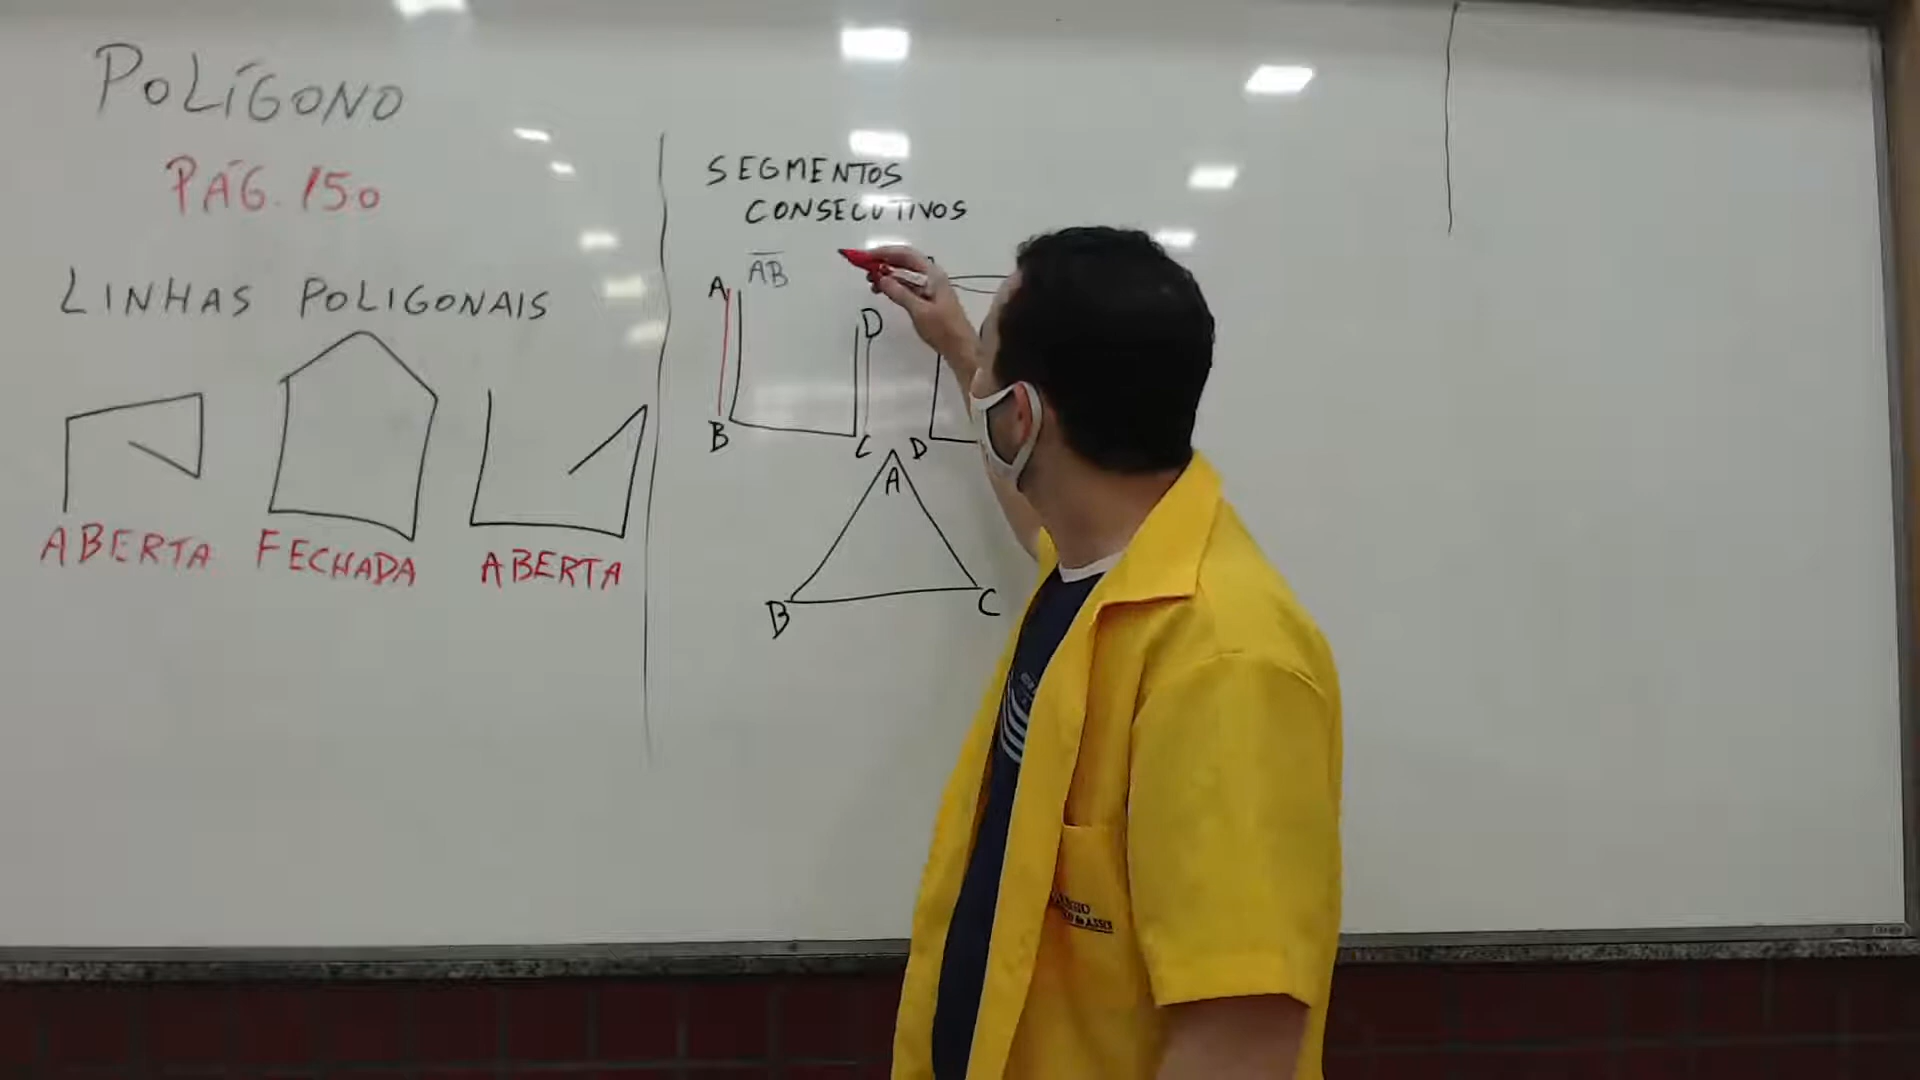 POLÍGONO
PÁG. 150
LINHAS POLIGONAIS
ABERTA FECHADA ABERTA
SEGMENTOS
CONSECUTIVOS
A AB
D
B C D
A
B C